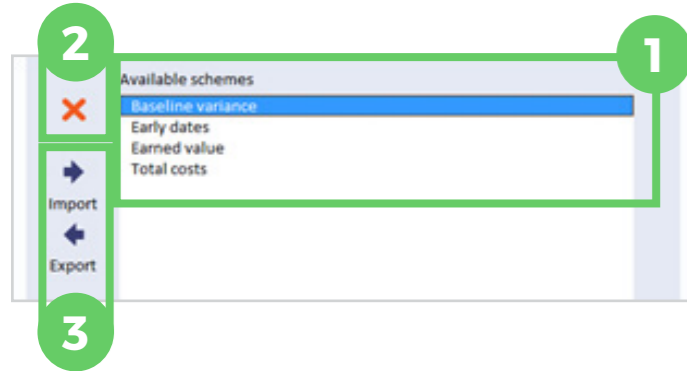 2
1
Available schemes
Baseline variance
Early dates
Earned value
Total costs
Import
Export
3